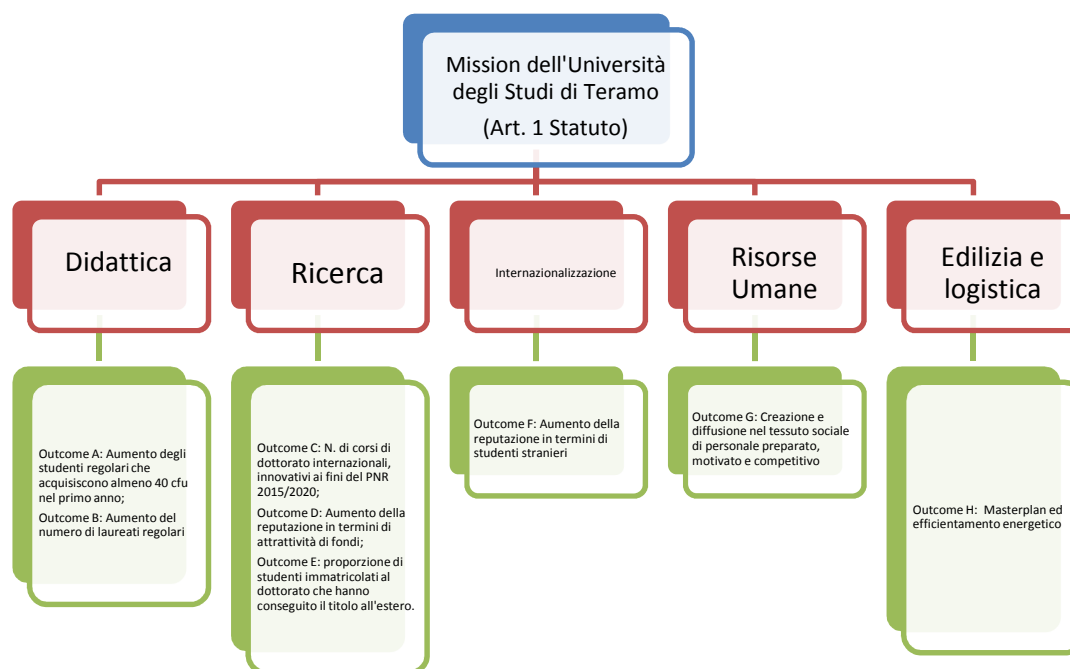 Mission dell'Università
degli Studi di Teramo
(Art. 1 Statuto)
Didattica
Ricerca
Internazionalizzazione
Risorse
Umane
Edilizia e
logistica
Outcome A: Aumento degli
studenti regolari che
acquisiscono almeno 40 cfu
nel primo anno;
Outcome B: Aumento del
numero di laureati regolari
Outcome C: N. di corsi di
dottorato internazionali,
innovativi ai fini del PNR
2015/2020;
Outcome D: Aumento della
reputazione in termini di
attrattività di fondi;
Outcome E: proporzione di
studenti immatricolati al
dottorato che hanno
conseguito il titolo all'estero.
Outcome F: Aumento della
reputazione in termini di
studenti stranieri
Outcome G: Creazione e
diffusione nel tessuto sociale
di personale preparato,
motivato e competitivo
Outcome H: Masterplan ed
efficientamento energetico